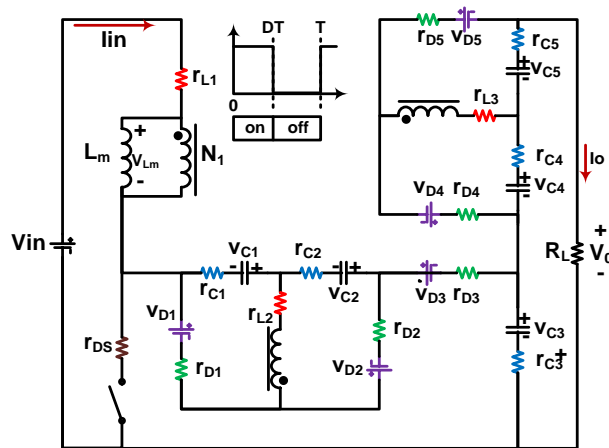 Iin
DT
T
0
on
off
rL1
Lm
+
VLm
-
N1
Vin
rDS
vD1
rD1
rC1
vC1
-
+
rL2
rC2
vC2
-
+
rD2
vD2
vD3
rD3
vC3
+
-
rC3
+
rD5
vD5
rC5
+
vC5
-
rL3
rC4
+
vC4
-
vD4
rD4
Io
RL
+
V0
-